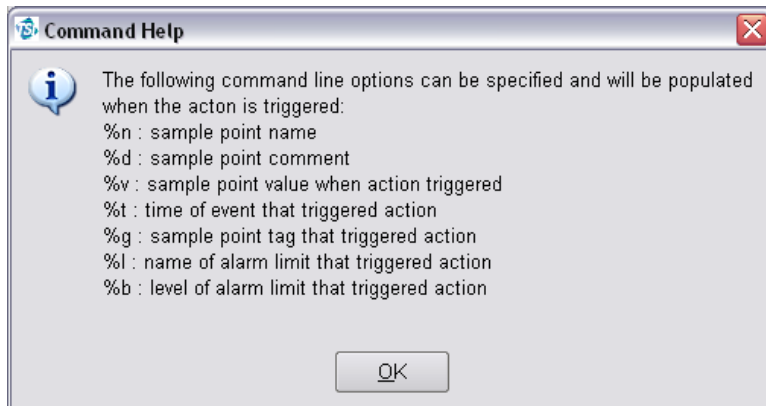 TS Command Help
The following command line options can be specified and will be populated
when the acton is triggered:
%n : sample point name
%d : sample point comment
%v : sample point value when action triggered
%t : time of event that triggered action
%g : sample point tag that triggered action
%l : name of alarm limit that triggered action
%b : level of alarm limit that triggered action
OK